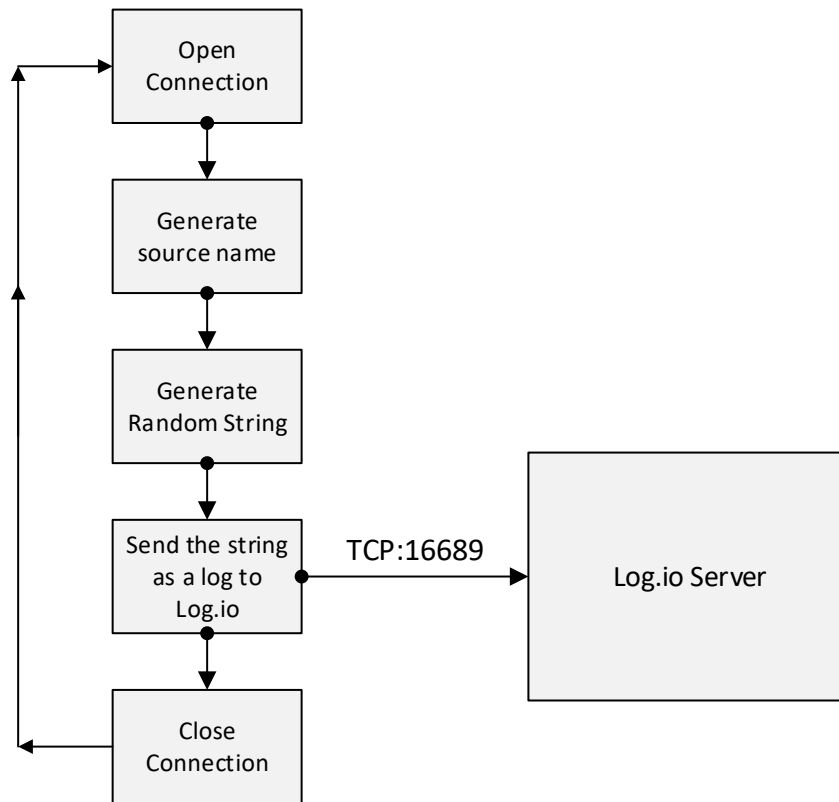 Open
Connection
Generate
source name
Generate
Random String
Send the string
as a log to
Log.io
TCP:16689
Log.io Server
Close
Connection